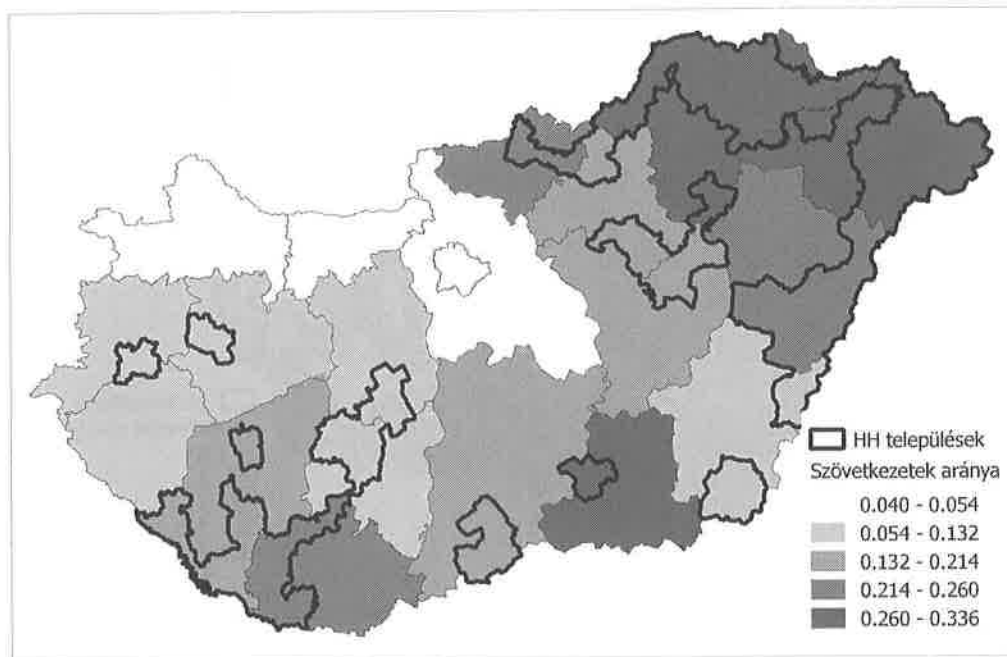 HH települések
Szövetkezetek aránya
0.040 - 0.054
0.054 - 0.132
0.132 - 0.214
0.214 - 0.260
0.260 - 0.336